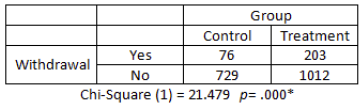 Group
Control Treatment
Withdrawal Yes 76 203
No 729 1012
Chi-Square (1) = 21.479 p= .000*